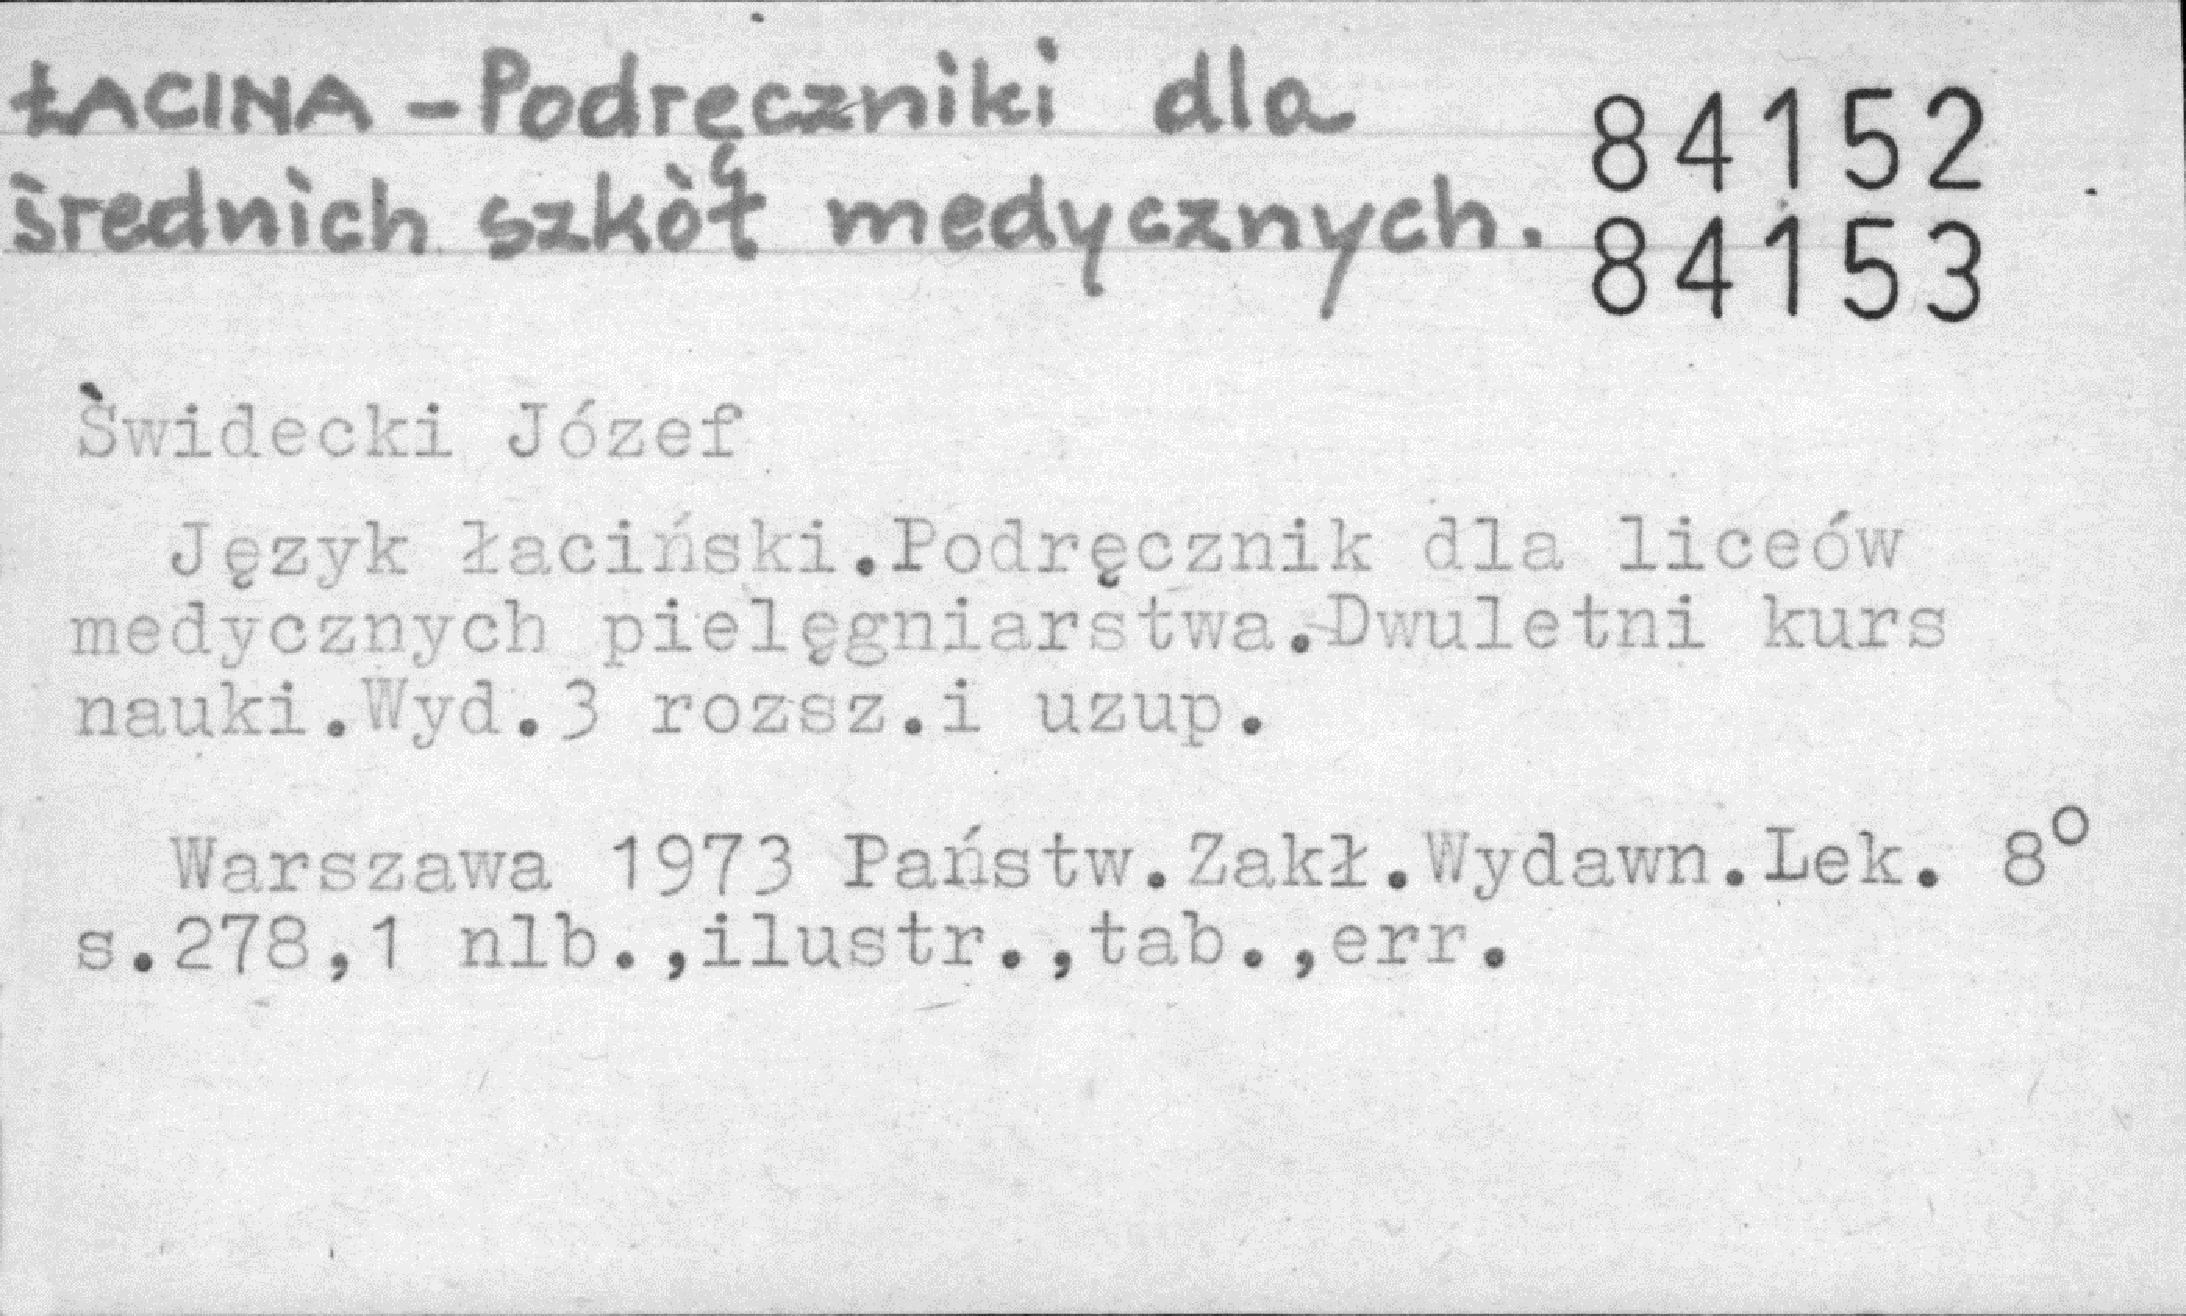 ŁACINA - Podręczniki dla
średnich szkół medycznych.
84152
84153
Świdecki Józef
Język łaciński.Podręcznik dla liceów
medycznych pielęgniarstwa.-Dwuletni kurs
nauki.Wyd.3 rozsz.i uzup.
Warszawa 1973 Państw.Zakł.Wydawn.Lek. 8°
s.278,1 nlb.,ilustr.,tab.,err.